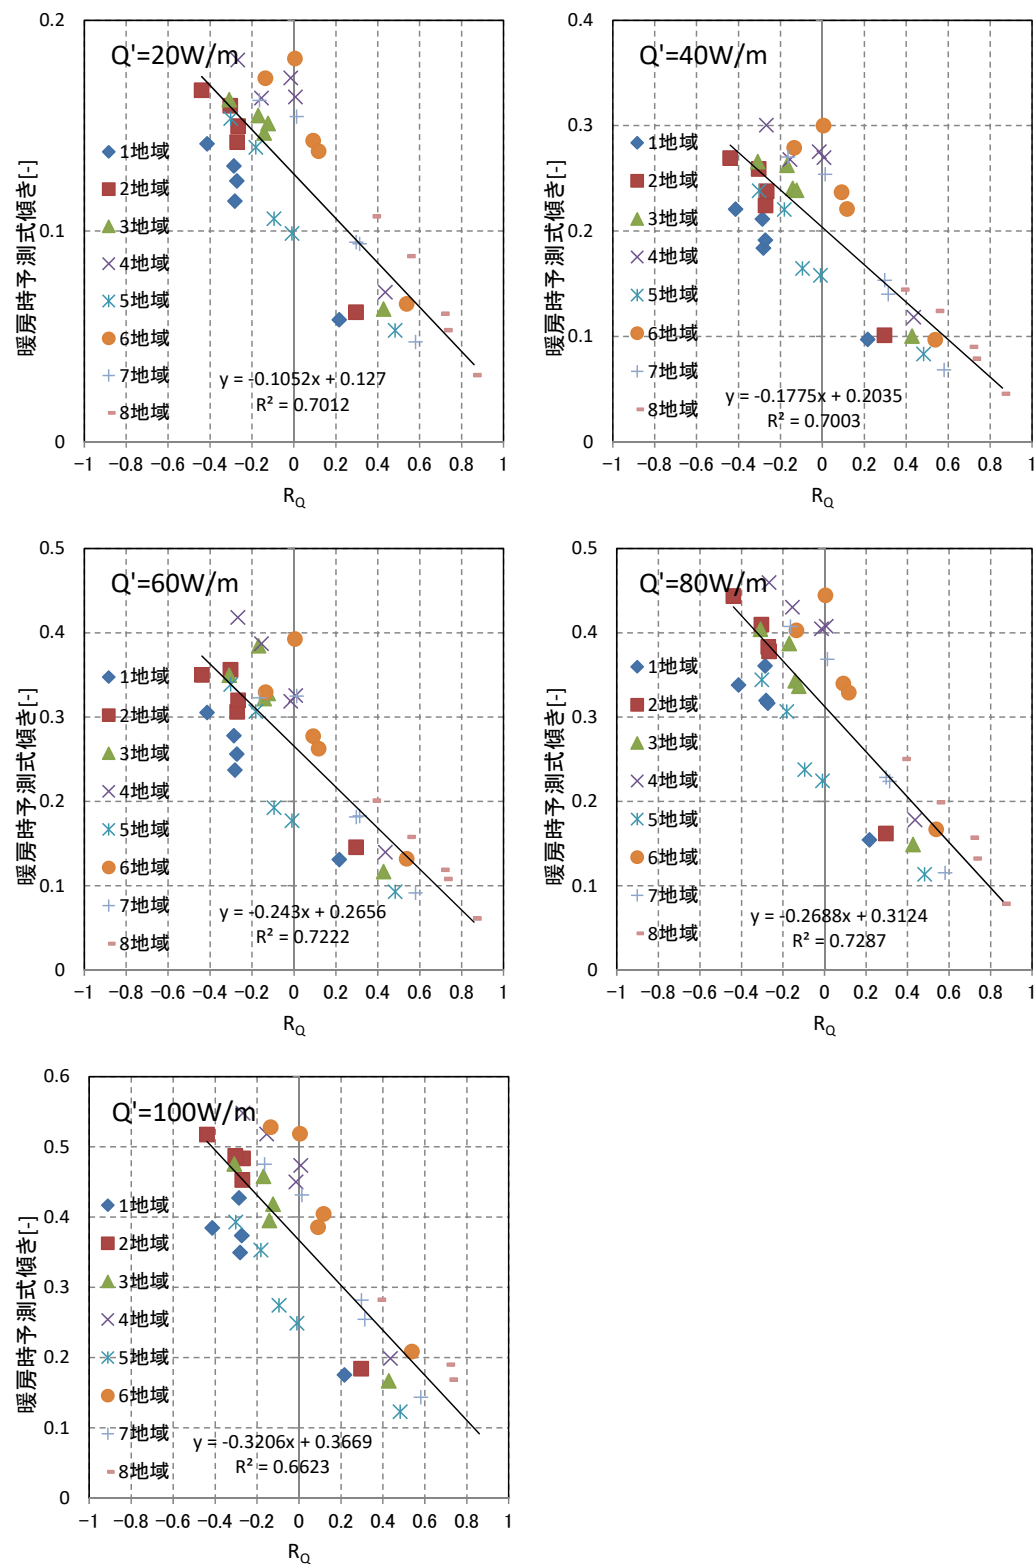 Q'=20W/m
暖房時予測式傾き[-]
0.2
0.1
0
1地域
2地域
3地域
4地域
5地域
6地域
7地域
8地域
y = -0.1052x + 0.127
R² = 0.7012
−1 −0.8 −0.6 −0.4 −0.2 0 0.2 0.4 0.6 0.8 1
R_Q
Q'=40W/m
暖房時予測式傾き[-]
0.4
0.3
0.2
0.1
0
1地域
2地域
3地域
4地域
5地域
6地域
7地域
8地域
y = -0.1775x + 0.2035
R² = 0.7003
−1 −0.8 −0.6 −0.4 −0.2 0 0.2 0.4 0.6 0.8 1
R_Q
Q'=60W/m
暖房時予測式傾き[-]
0.5
0.4
0.3
0.2
0.1
0
1地域
2地域
3地域
4地域
5地域
6地域
7地域
8地域
y = -0.243x + 0.2656
R² = 0.7222
−1 −0.8 −0.6 −0.4 −0.2 0 0.2 0.4 0.6 0.8 1
R_Q
Q'=80W/m
暖房時予測式傾き[-]
0.5
0.4
0.3
0.2
0.1
0
1地域
2地域
3地域
4地域
5地域
6地域
7地域
8地域
y = -0.2688x + 0.3124
R² = 0.7287
−1 −0.8 −0.6 −0.4 −0.2 0 0.2 0.4 0.6 0.8 1
R_Q
Q'=100W/m
暖房時予測式傾き[-]
0.6
0.5
0.4
0.3
0.2
0.1
0
1地域
2地域
3地域
4地域
5地域
6地域
7地域
8地域
y = -0.3206x + 0.3669
R² = 0.6623
−1 −0.8 −0.6 −0.4 −0.2 0 0.2 0.4 0.6 0.8 1
R_Q